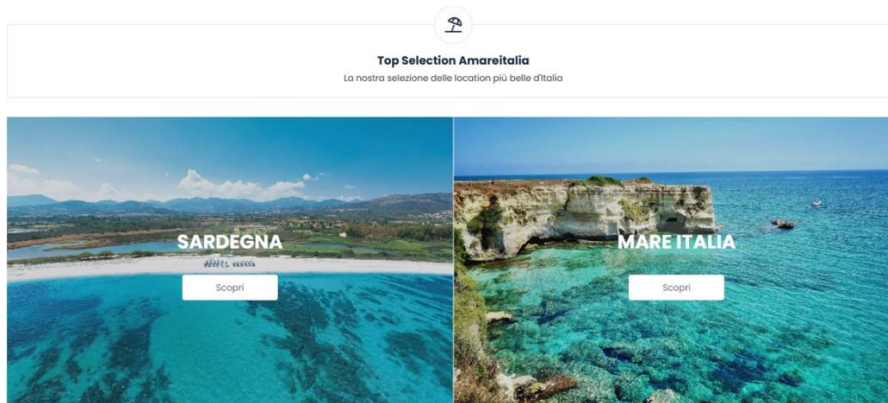 Top Selection Amareitalia
La nostra selezione delle location più belle d'Italia
SARDEGNA
Scopri
MARE ITALIA
Scopri